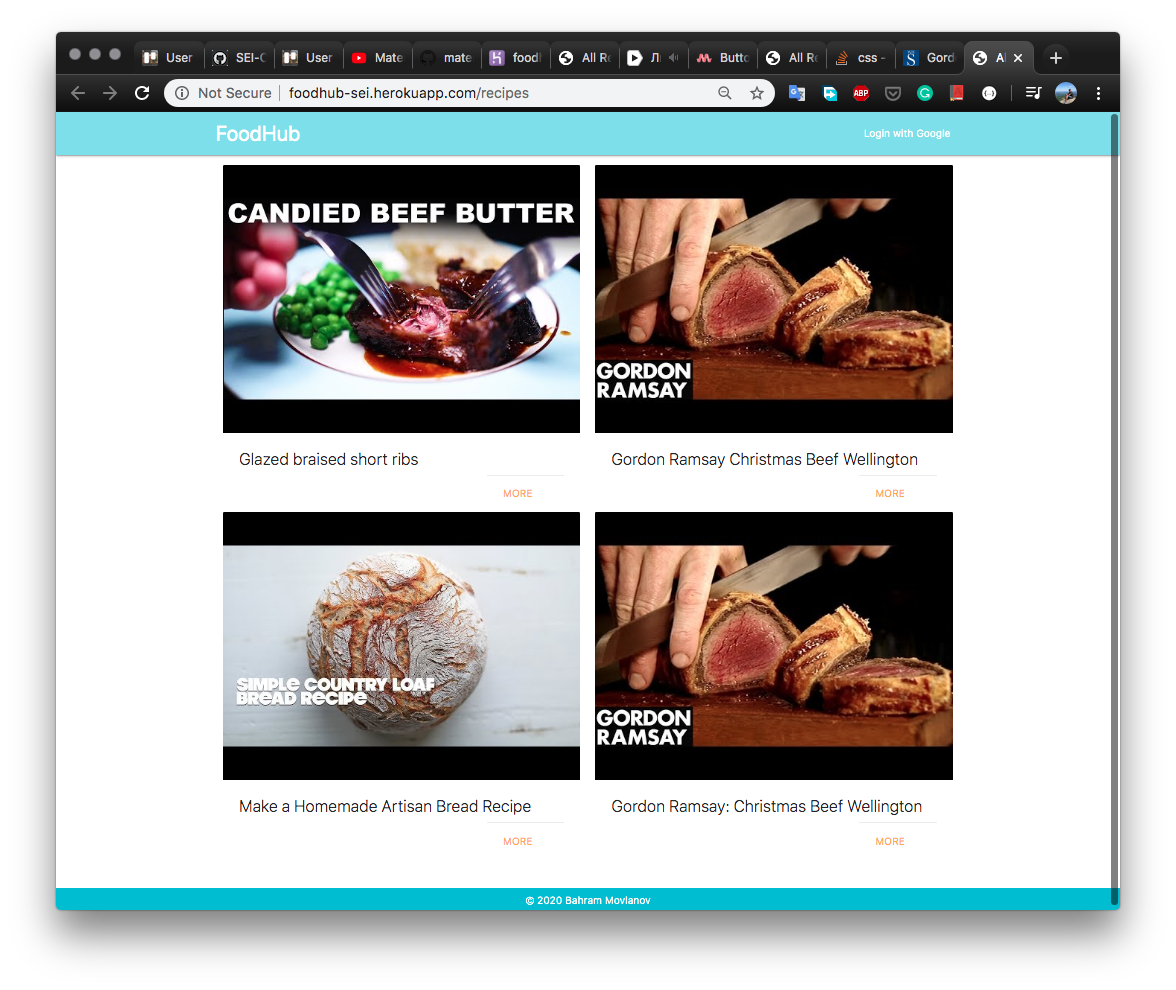 User
SEI-C
User
Mate
mate
foodh
All Re
Л
Butto
All Re
css -
Gord
Al
Not Secure
foodhub-sei.herokuapp.com/recipes
ABP
FoodHub
Login with Google
CANDIED BEEF BUTTER
GORDON
RAMSAY
Glazed braised short ribs
Gordon Ramsay Christmas Beef Wellington
MORE
MORE
SIMPLE COUNTRY LOAF
BREAD RECIPE
GORDON
RAMSAY
Make a Homemade Artisan Bread Recipe
Gordon Ramsay: Christmas Beef Wellington
MORE
MORE
© 2020 Bahram Movlanov